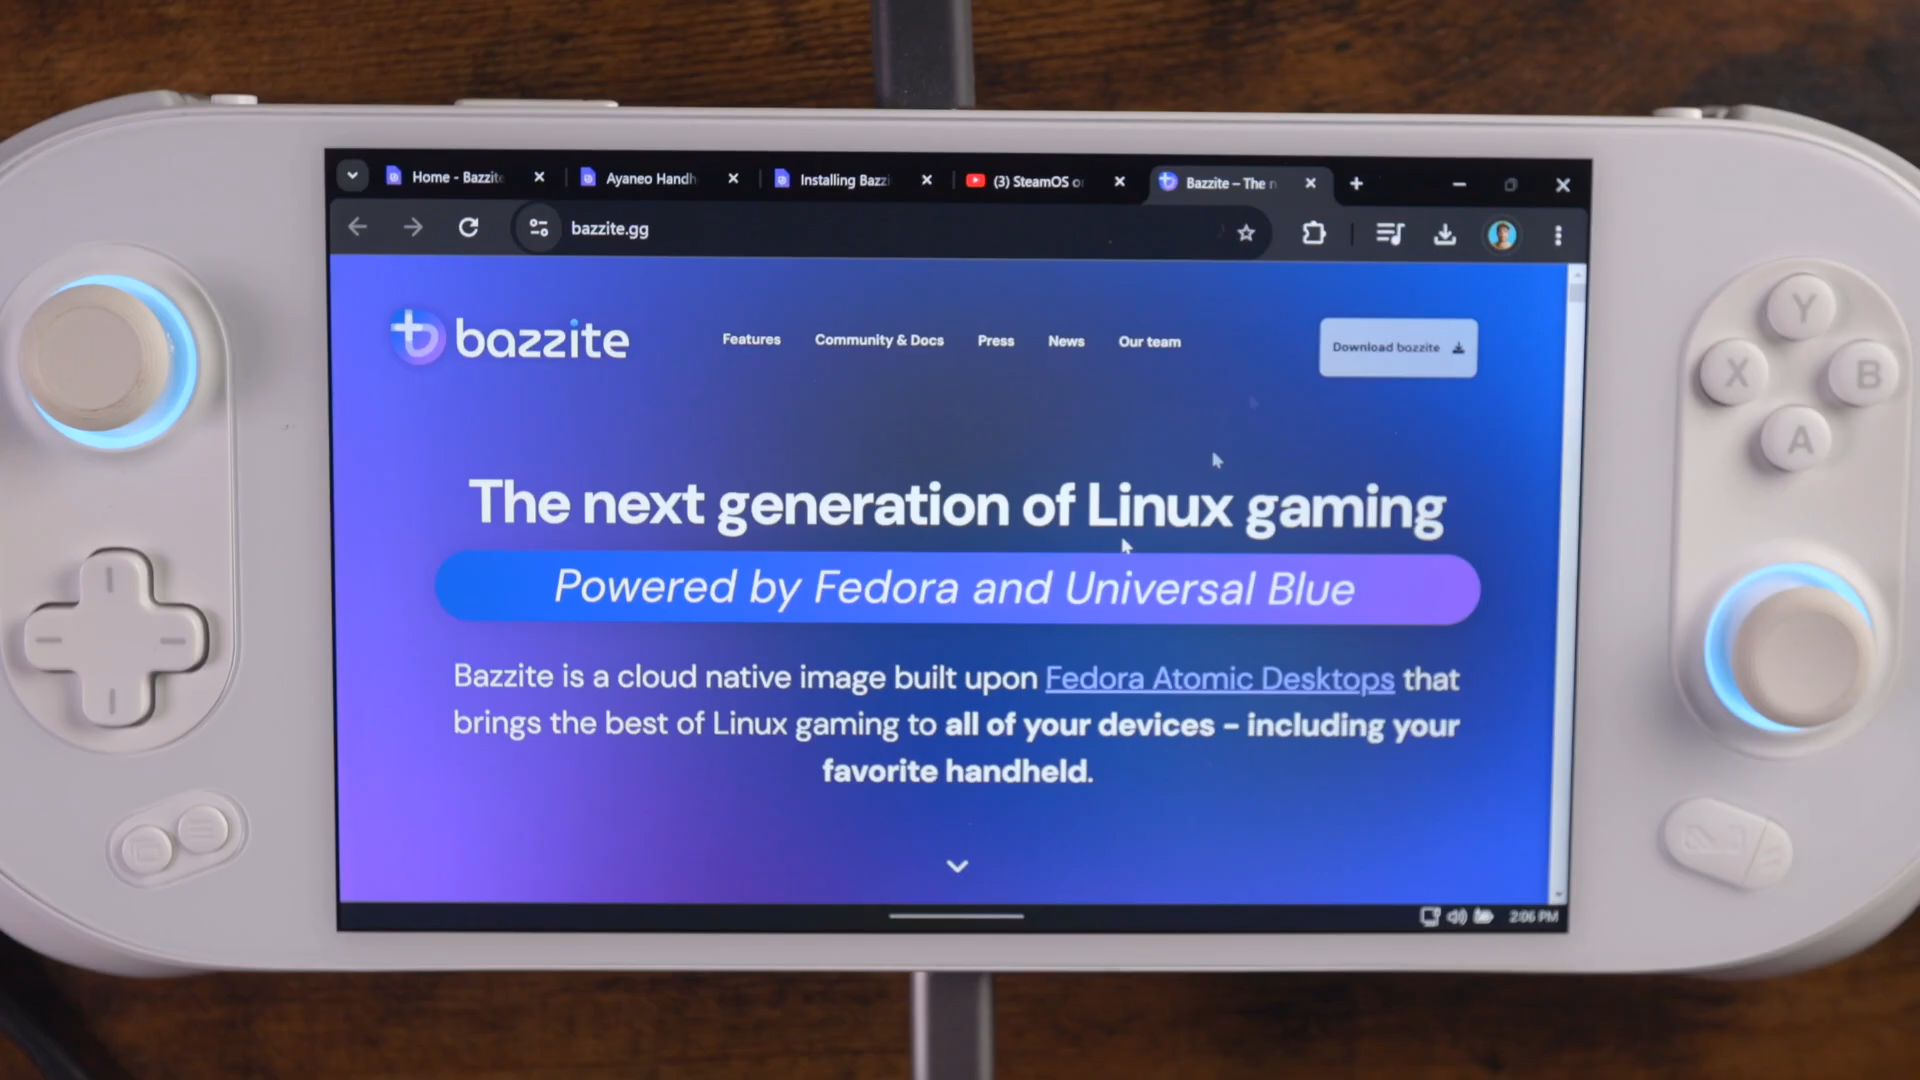 Home - Bazzite
Ayaneo Handh
Installing Bazzi
(3) SteamOS or
Bazzite – The n
bazzite.gg
bazzite
Features
Community & Docs
Press
News
Our team
Download bazzite
The next generation of Linux gaming
Powered by Fedora and Universal Blue
Bazzite is a cloud native image built upon Fedora Atomic Desktops that
brings the best of Linux gaming to all of your devices – including your
favorite handheld.
2:06 PM
Y
X
B
A